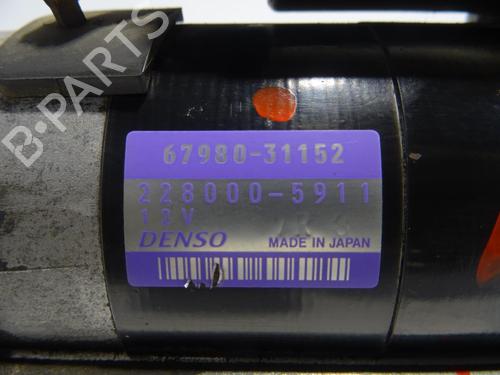 B-PARTS
67980-31152
228000-5911
12V
DENSO MADE IN JAPAN